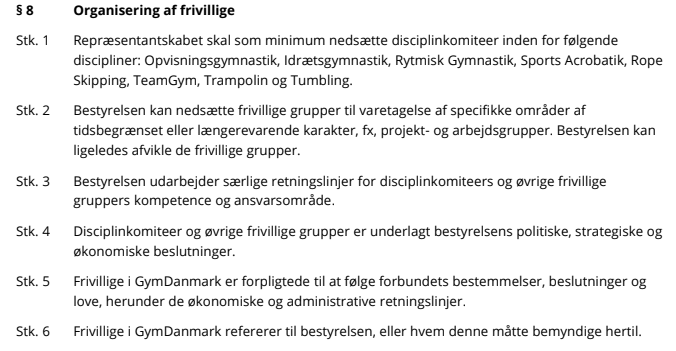 § 8 Organisering af frivillige
Stk. 1 Repræsentantskabet skal som minimum nedsætte disciplinkomiteer inden for følgende
discipliner: Opvisningsgymnastik, Idrætsgymnastik, Rytmisk Gymnastik, Sports Acrobatik, Rope
Skipping, TeamGym, Trampolin og Tumbling.
Stk. 2 Bestyrelsen kan nedsætte frivillige grupper til varetagelse af specifikke områder af
tidsbegrænset eller længerevarende karakter, fx, projekt- og arbejdsgrupper. Bestyrelsen kan
ligeledes afvikle de frivillige grupper.
Stk. 3 Bestyrelsen udarbejder særlige retningslinjer for disciplinkomiteers og øvrige frivillige
gruppers kompetence og ansvarsområde.
Stk. 4 Disciplinkomiteer og øvrige frivillige grupper er underlagt bestyrelsens politiske, strategiske og
økonomiske beslutninger.
Stk. 5 Frivillige i GymDanmark er forpligtede til at følge forbundets bestemmelser, beslutninger og
love, herunder de økonomiske og administrative retningslinjer.
Stk. 6 Frivillige i GymDanmark refererer til bestyrelsen, eller hvem denne måtte bemyndige hertil.